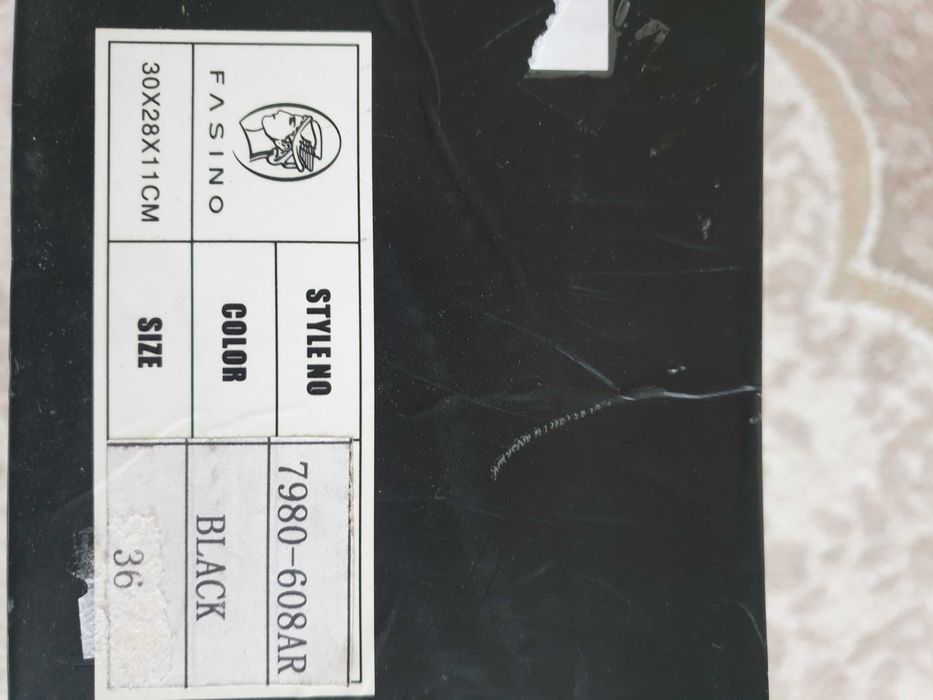 FASINO
30X28X11CM
STYLE NO 7980-608AR
COLOR BLACK
SIZE 36